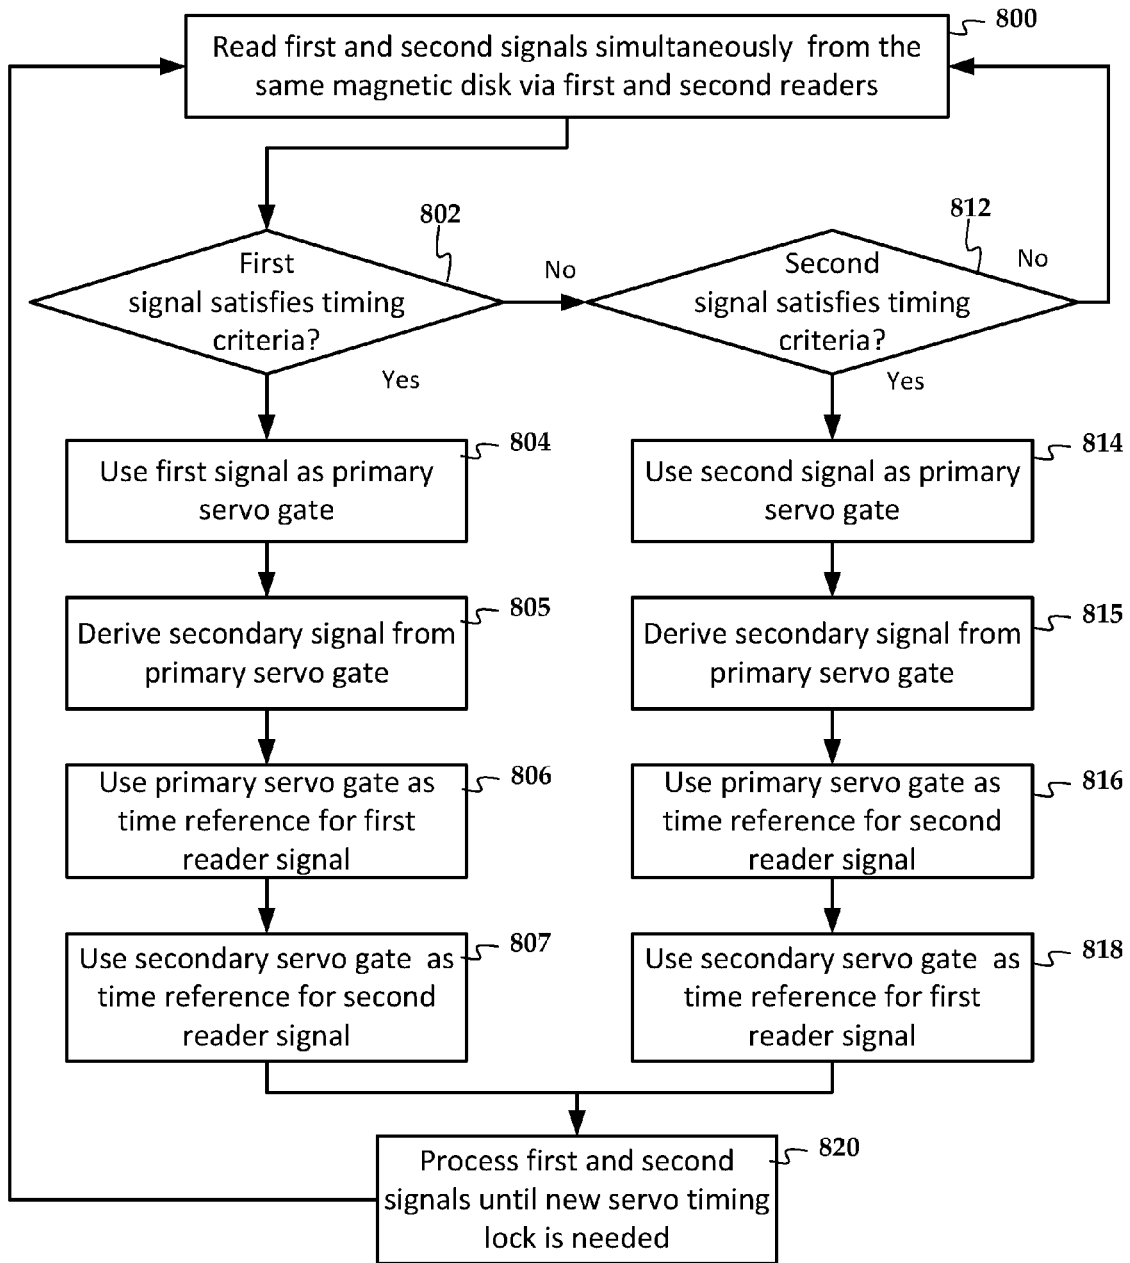 800
Read first and second signals simultaneously from the
same magnetic disk via first and second readers
802
First
signal satisfies timing
criteria?
No
Yes
812
Second
signal satisfies timing
criteria?
No
Yes
804
Use first signal as primary
servo gate
814
Use second signal as primary
servo gate
805
Derive secondary signal from
primary servo gate
815
Derive secondary signal from
primary servo gate
806
Use primary servo gate as
time reference for first
reader signal
816
Use primary servo gate as
time reference for second
reader signal
807
Use secondary servo gate as
time reference for second
reader signal
818
Use secondary servo gate as
time reference for first
reader signal
820
Process first and second
signals until new servo timing
lock is needed